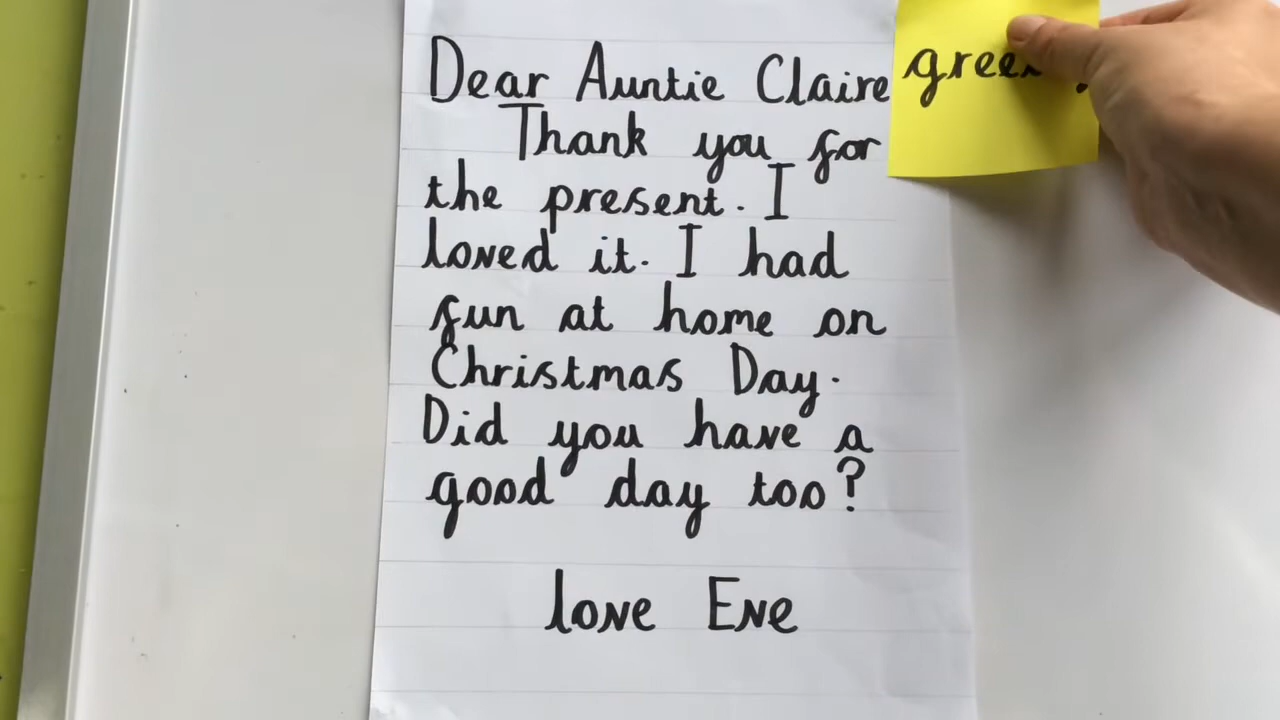 Dear Auntie Claire
Thank you for
the present. I
loved it. I had
fun at home on
Christmas Day.
Did you have a
good day too?
love Eve